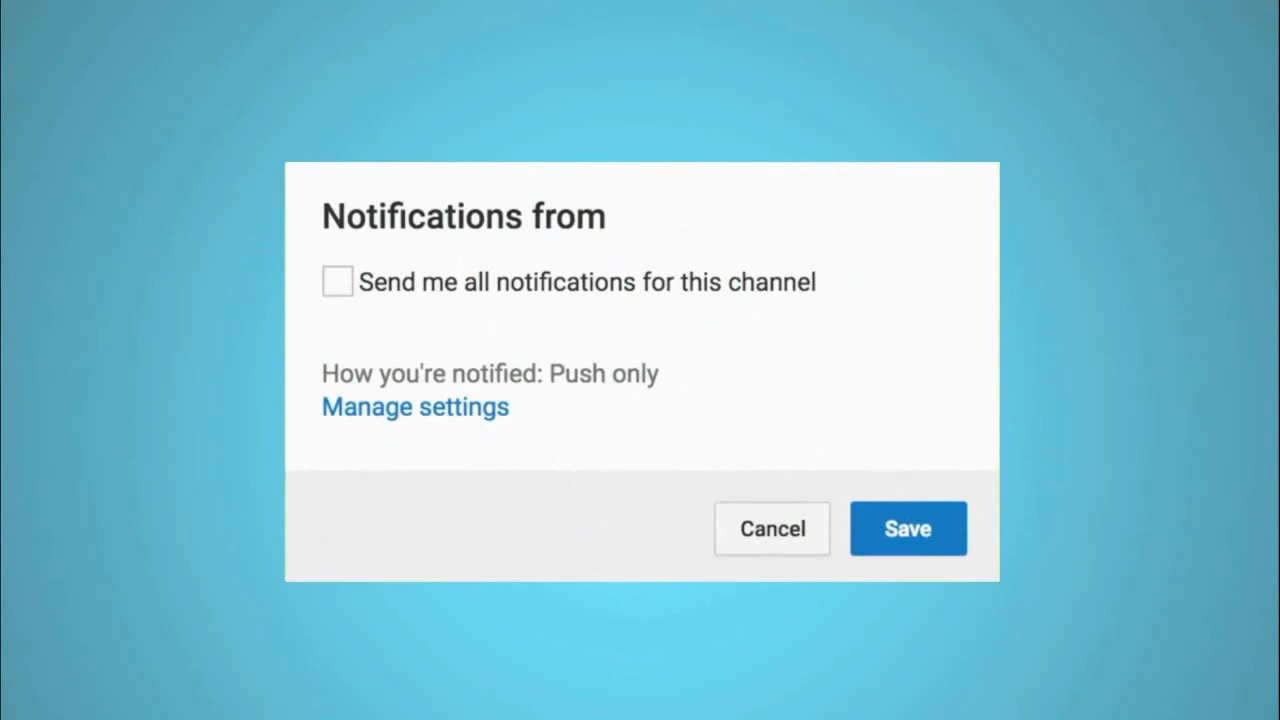 Notifications from
Send me all notifications for this channel
How you're notified: Push only
Manage settings
Cancel Save